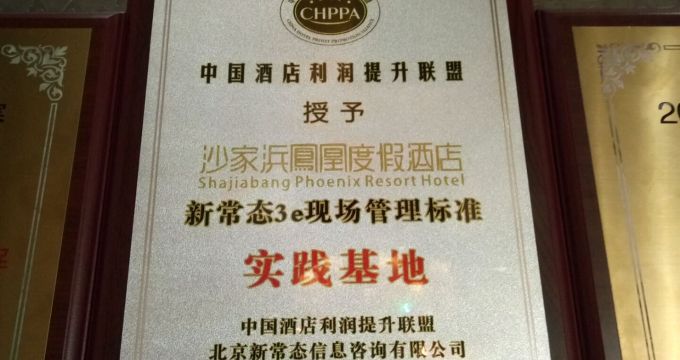 CHPPA
中国酒店利润提升联盟
授予
沙家浜鳳凰度假酒店
Shajiabang Phoenix Resort Hotel
新常态3e现场管理标准
实践基地
中国酒店利润提升联盟
北京新常态信息咨询有限公司
20